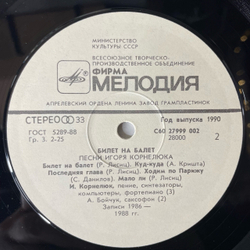 МИНИСТЕРСТВО
КУЛЬТУРЫ СССР
ВСЕСОЮЗНОЕ ТВОРЧЕСКО-
ПРОИЗВОДСТВЕННОЕ ОБЪЕДИНЕНИЕ
ФИРМА
МЕЛОДИЯ
АПРЕЛЕВСКИЙ ОРДЕНА ЛЕНИНА ЗАВОД ГРАМПЛАСТИНОК
СТЕРЕО 33 Год выпуска 1990
ГОСТ 5289-88 С60 27999 002
Гр. 3. 2-25 28000 2
БИЛЕТ НА БАЛЕТ
ПЕСНИ ИГОРЯ КОРНЕЛЮКА
Билет на балет (Р. Лисиц). Куд-куда (А. Кришта)
Последняя глава (Р. Лисиц). Ходим по Парижу
(С. Данилов). Мало ли (Р. Лисиц)
И. Корнелюк, пение, синтезаторы,
компьютеры, фортепиано (3)
А. Бойчук, саксофон (3)
Записи 1986—
1988 гг.